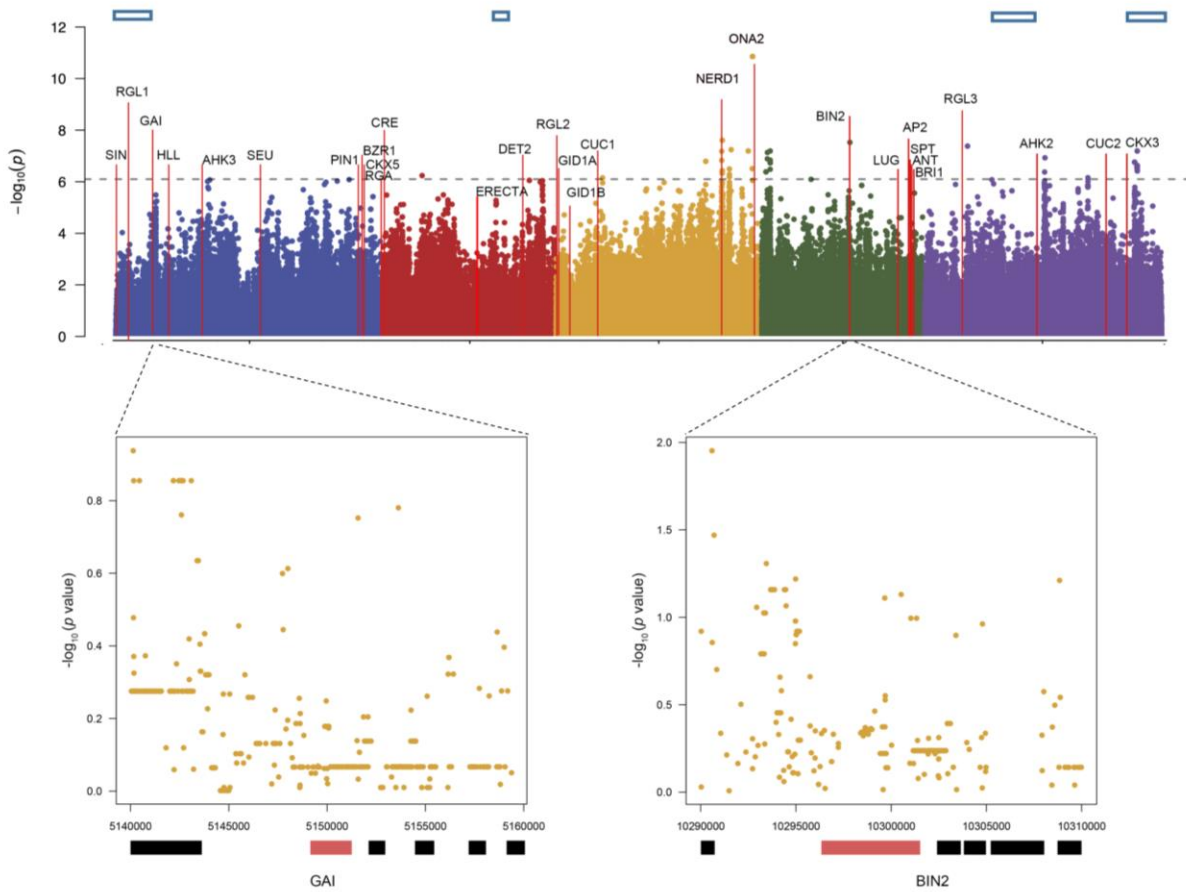 12
10
8
6
4
2
0
−log10(p)
ONA2
NERD1
RGL1
GAI
SIN
HLL
AHK3
SEU
PIN1
CRE
BZR1
CKX5
RGA
ERECTA
DET2
RGL2
GID1A
GID1B
CUC1
BIN2
AP2
SPT
ANT
BRI1
LUG
RGL3
AHK2
CUC2
CKX3
-log10(p value)
0.8
0.6
0.4
0.2
0.0
5140000 5145000 5150000 5155000 5160000
GAI
-log10(p value)
2.0
1.5
1.0
0.5
0.0
10290000 10295000 10300000 10305000 10310000
BIN2